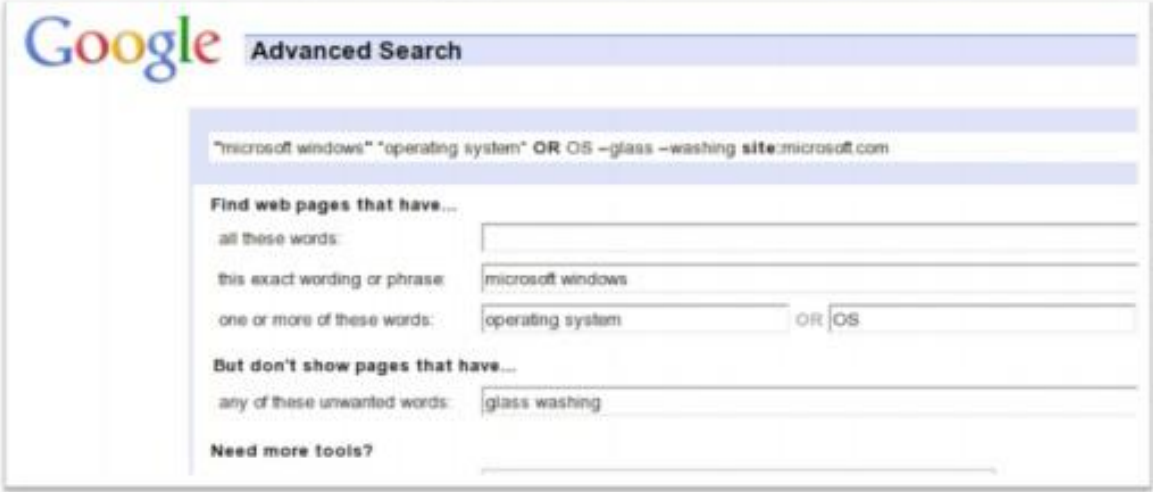 Google Advanced Search
"microsoft windows" "operating system" OR OS –glass –washing site:microsoft.com
Find web pages that have...
all these words:
this exact wording or phrase: microsoft windows
one or more of these words: operating system OR OS
But don't show pages that have...
any of these unwanted words: glass washing
Need more tools?